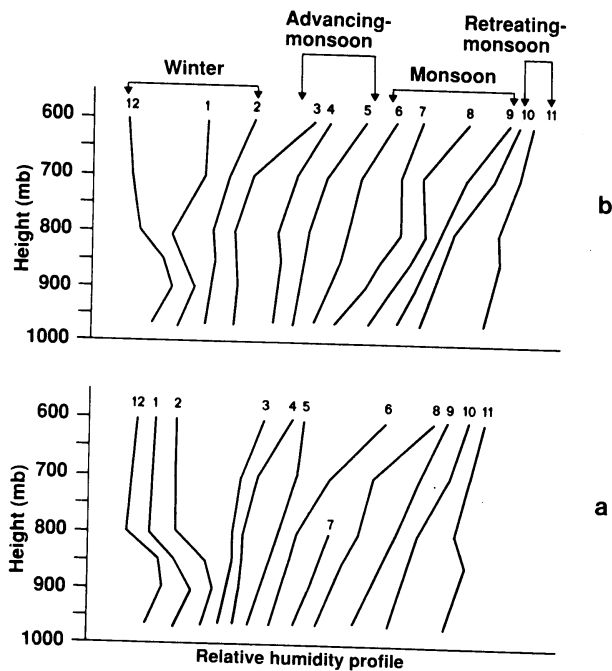 Advancing-
monsoon
Retreating-
monsoon
Winter
Monsoon
12 1 2 3 4 5 6 7 8 9 10 11
600
700
800
900
1000
Height (mb)
b
12 1 2 3 4 5 6 8 9 10 11
7
600
700
800
900
1000
Height (mb)
a
Relative humidity profile